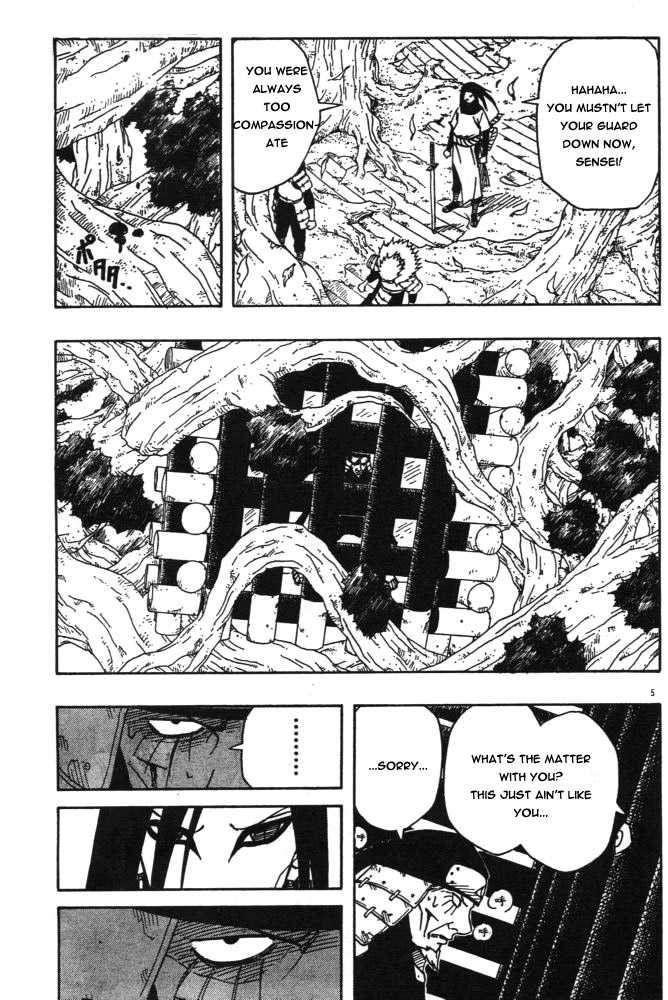 HAHAHA...
YOU MUSTN'T LET
YOUR GUARD
DOWN NOW,
SENSEI!
YOU WERE
ALWAYS
TOO
COMPASSION-
ATE
ポ
5
WHAT'S THE MATTER
WITH YOU?
THIS JUST AIN'T LIKE
YOU...
...SORRY...
..........